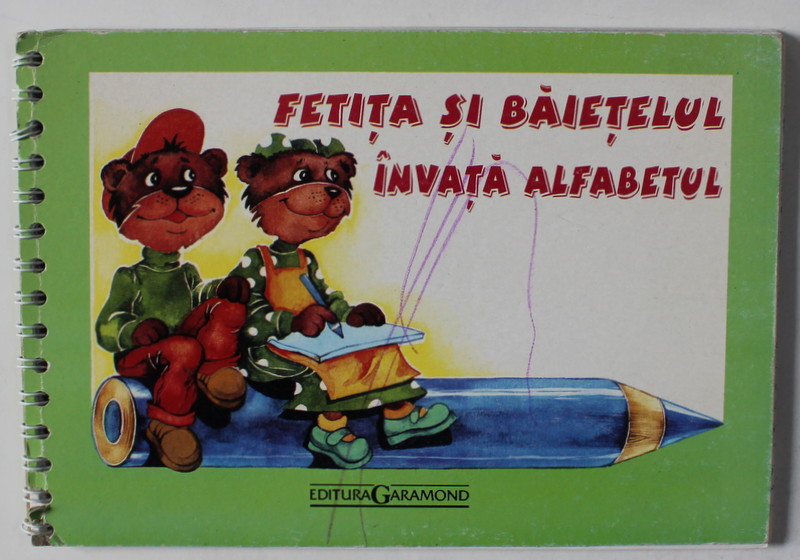 FETIȚA ȘI BĂIEȚELUL
ÎNVAȚĂ ALFABETUL
EDITURA GARAMOND